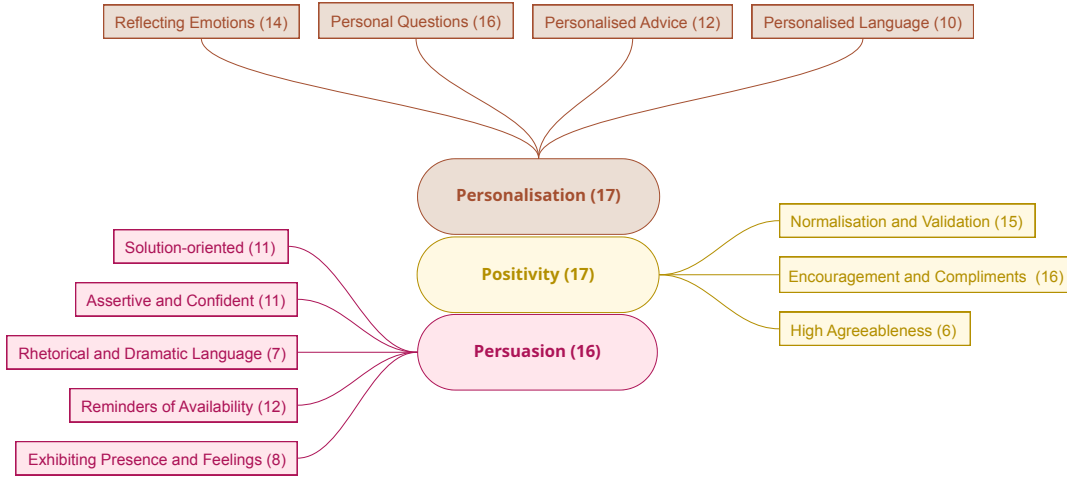 Reflecting Emotions (14)
Personal Questions (16)
Personalised Advice (12)
Personalised Language (10)
Personalisation (17)
Positivity (17)
Persuasion (16)
Normalisation and Validation (15)
Encouragement and Compliments (16)
High Agreeableness (6)
Solution-oriented (11)
Assertive and Confident (11)
Rhetorical and Dramatic Language (7)
Reminders of Availability (12)
Exhibiting Presence and Feelings (8)